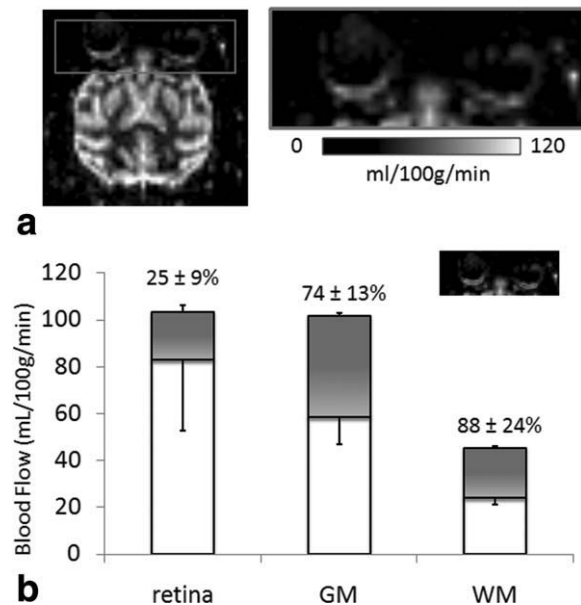 0
120
ml/100g/min
a
120
100
80
60
40
20
0
Blood Flow (mL/100g/min)
25 ± 9%
74 ± 13%
88 ± 24%
retina
GM
WM
b